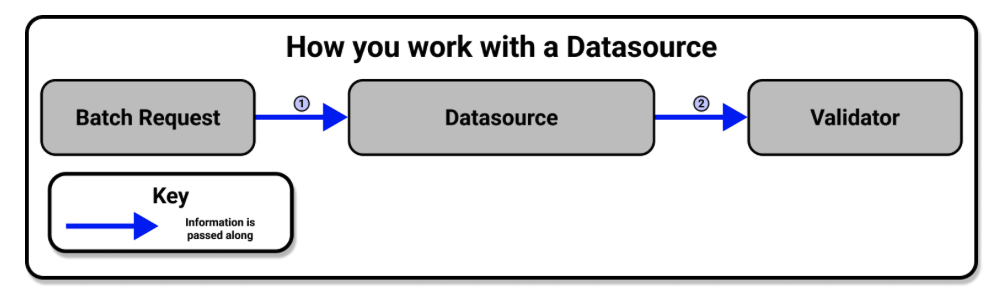 How you work with a Datasource
Batch Request
1
Datasource
2
Validator
Key
Information is
passed along